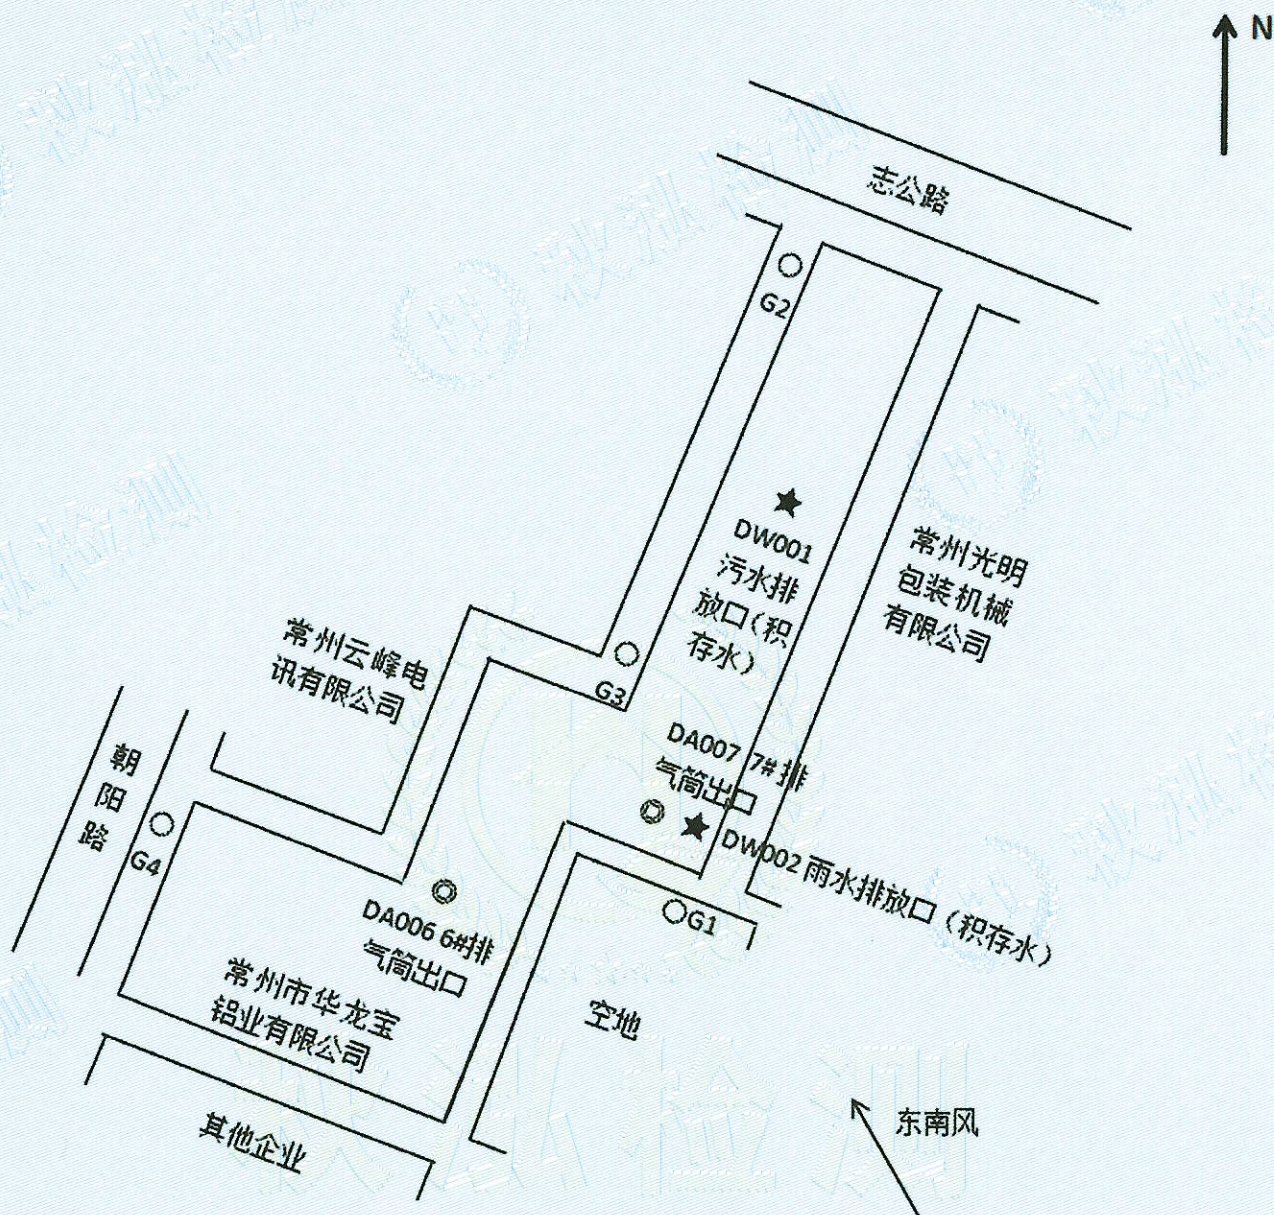 N
志公路
G2
DW001
污水排
放口（积
存水）
常州光明
包装机械
有限公司
常州云峰电
讯有限公司
G3
DA007 7#排
气筒出口
朝
阳
路
G4
DW002 雨水排放口（积存水）
DA006 6#排
气筒出口
G1
常州市华龙宝
铝业有限公司
空地
其他企业
东南风